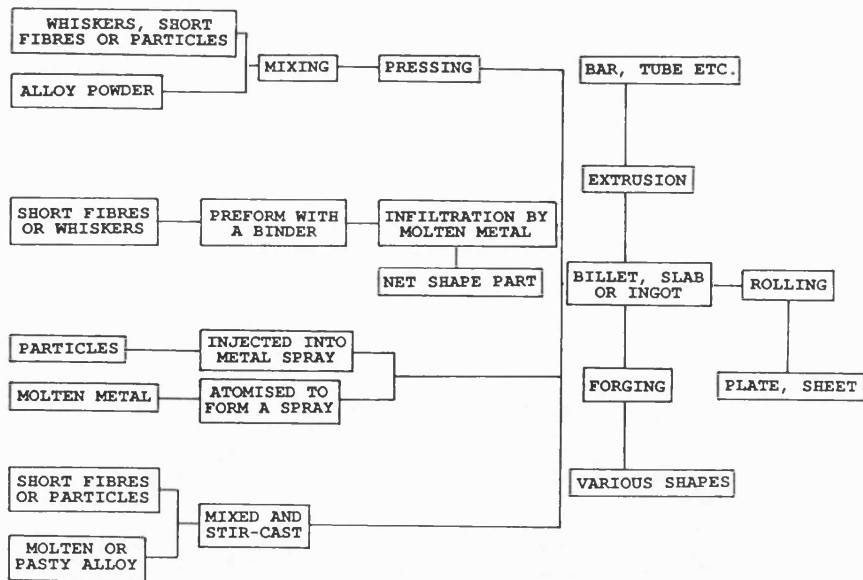 WHISKERS, SHORT
FIBRES OR PARTICLES
ALLOY POWDER
MIXING
PRESSING
SHORT FIBRES
OR WHISKERS
PREFORM WITH
A BINDER
INFILTRATION BY
MOLTEN METAL
NET SHAPE PART
PARTICLES
INJECTED INTO
METAL SPRAY
MOLTEN METAL
ATOMISED TO
FORM A SPRAY
SHORT FIBRES
OR PARTICLES
MOLTEN OR
PASTY ALLOY
MIXED AND
STIR-CAST
BAR, TUBE ETC.
EXTRUSION
BILLET, SLAB
OR INGOT
ROLLING
FORGING
PLATE, SHEET
VARIOUS SHAPES